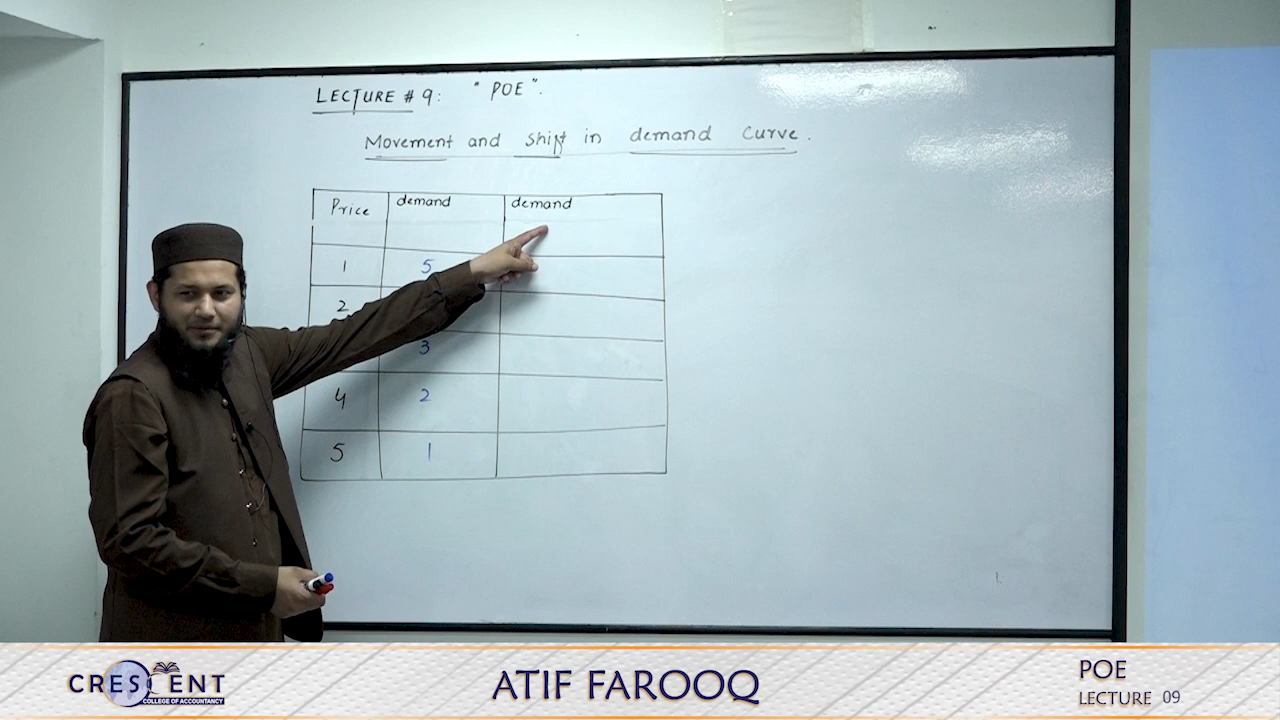 LECTURE # 9: " POE ".
Movement and shift in demand Curve.
Price demand demand
1 5
2
3
4 2
5 1
CRESCENT
COLLEGE OF ACCOUNTANCY
ATIF FAROOQ
POE
LECTURE 09